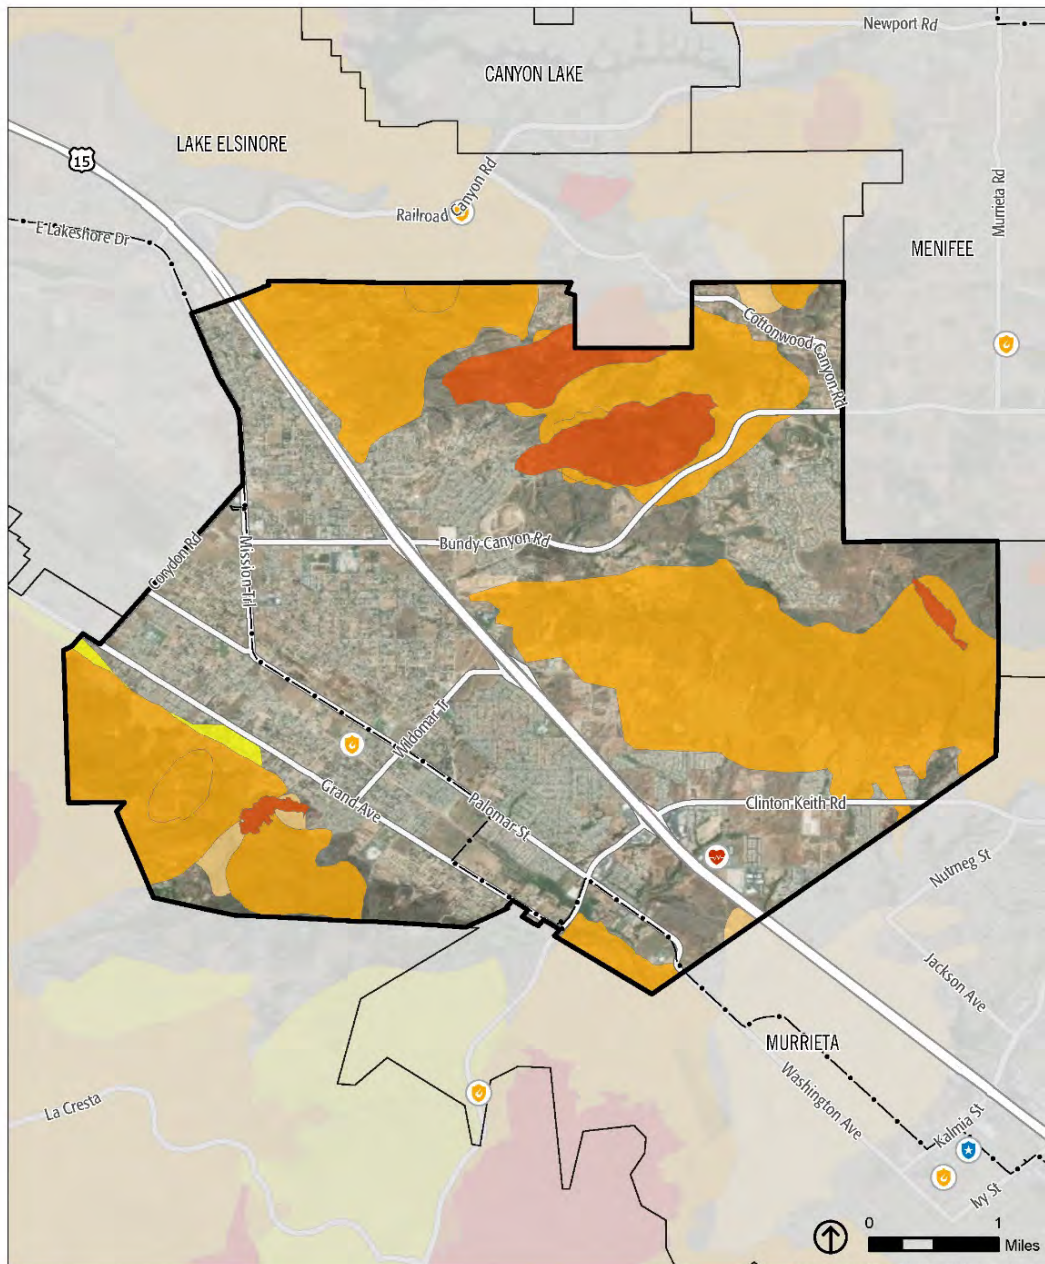 Newport Rd
CANYON LAKE
LAKE ELSINORE
15
Railroad Canyon Rd
Murrieta Rd
E Lakeshore Dr
MENIFEE
Cottonwood Canyon Rd
Bundy Canyon Rd
Corydon Rd
Mission Trl
Wildomar Tr
Grand Ave
Palomar St
Clinton Keith Rd
Nutmeg St
Jackson Ave
MURRIETA
Washington Ave
La Cresta
Kalmia St
Ivy St
0 1
Miles